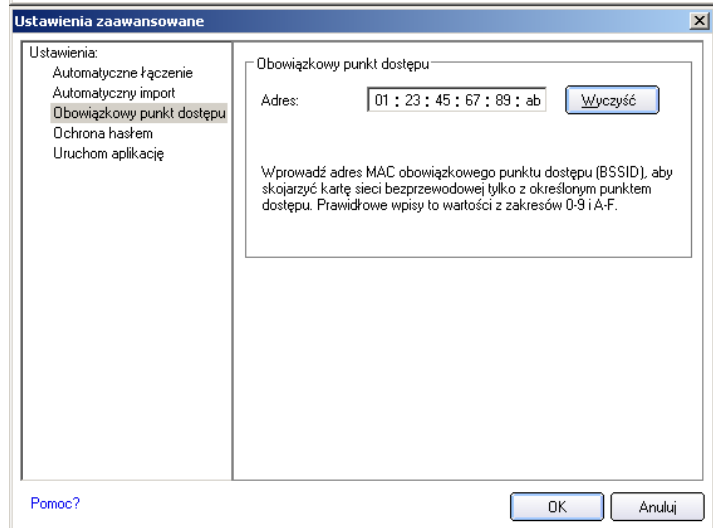 Ustawienia zaawansowane
Ustawienia:
Automatyczne łączenie
Automatyczny import
Obowiązkowy punkt dostępu
Ochrona hasłem
Uruchom aplikację
Obowiązkowy punkt dostępu
Adres: 01 : 23 : 45 : 67 : 89 : ab Wyczyść
Wprowadź adres MAC obowiązkowego punktu dostępu (BSSID), aby
skojarzyć kartę sieci bezprzewodowej tylko z określonym punktem
dostępu. Prawidłowe wpisy to wartości z zakresów 0-9 i A-F.
Pomoc? OK Anuluj